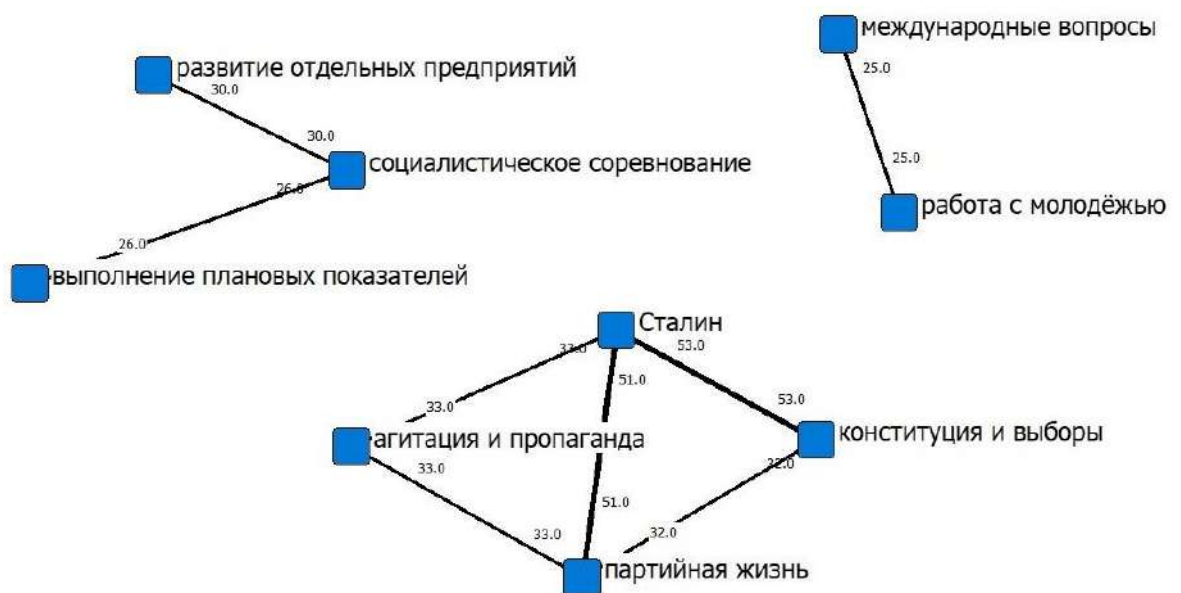 международные вопросы
развитие отдельных предприятий
25.0
30.0
30.0
социалистическое соревнование
25.0
26.0
работа с молодёжью
26.0
выполнение плановых показателей
Сталин
33.0
53.0
51.0
53.0
33.0
агитация и пропаганда
конституция и выборы
33.0
32.0
51.0
33.0
32.0
партийная жизнь